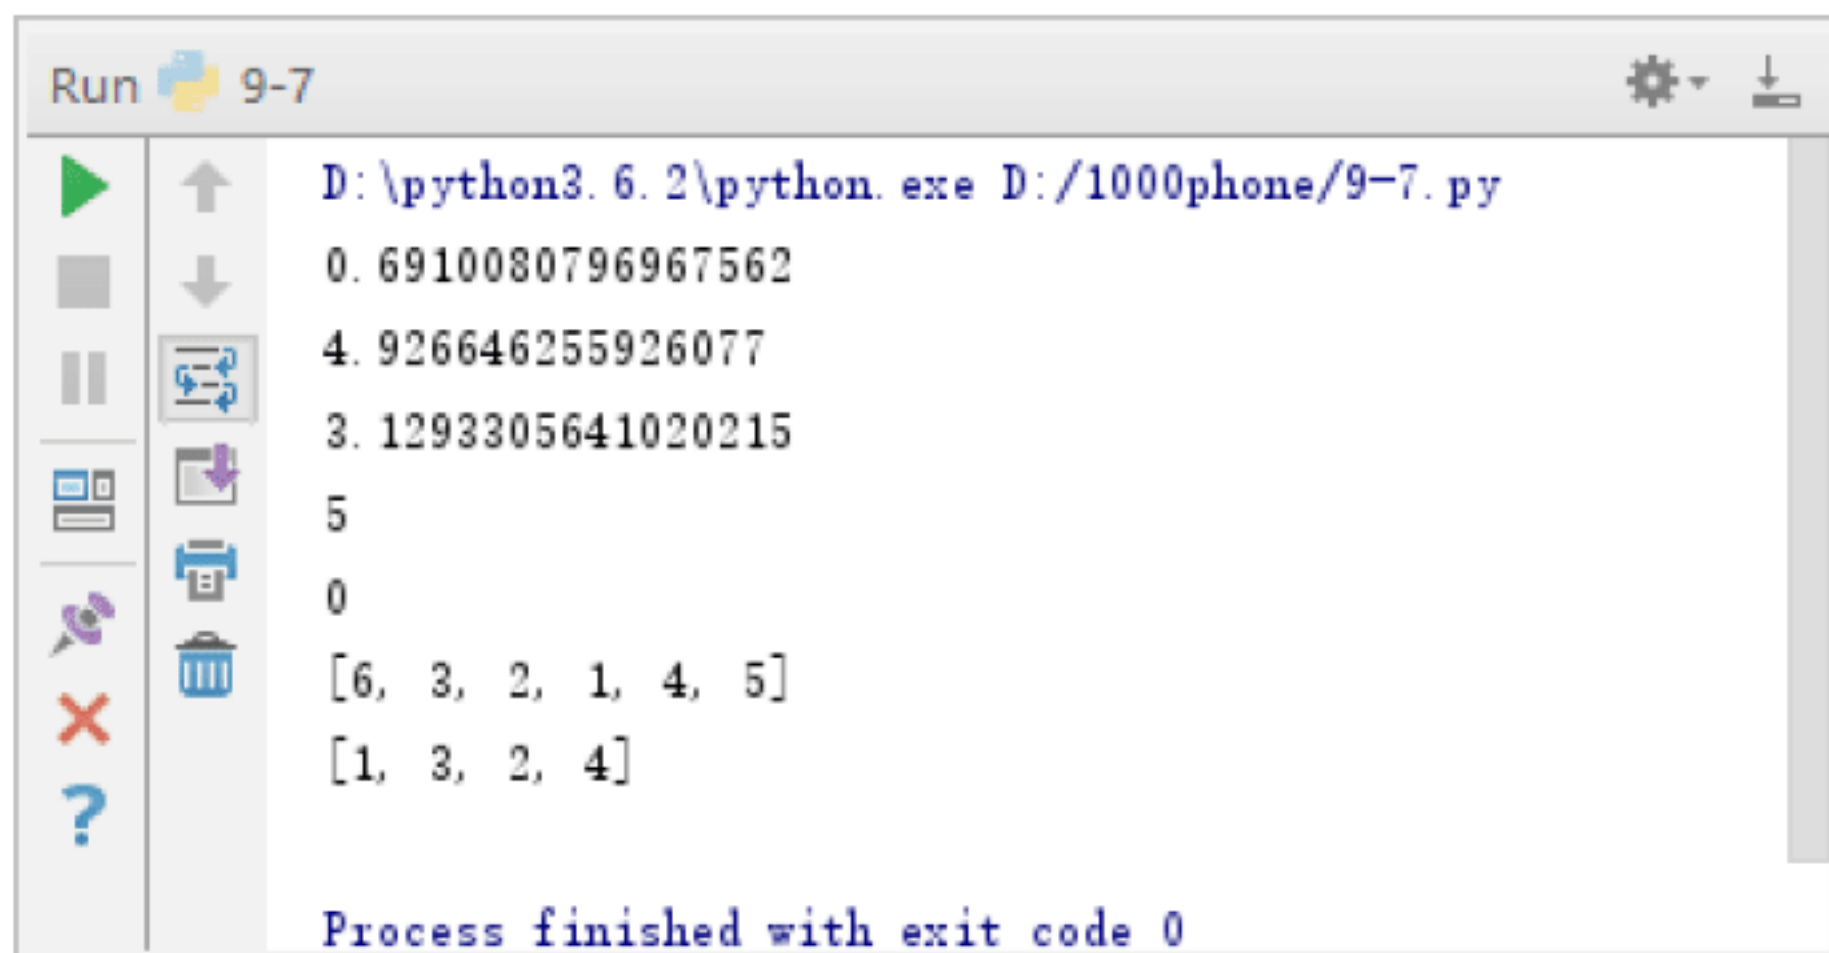 Run 9-7
D:\python3.6.2\python.exe D:/1000phone/9-7.py
0.6910080796967562
4.926646255926077
3.1293305641020215
5
0
[6, 3, 2, 1, 4, 5]
[1, 3, 2, 4]
Process finished with exit code 0
?